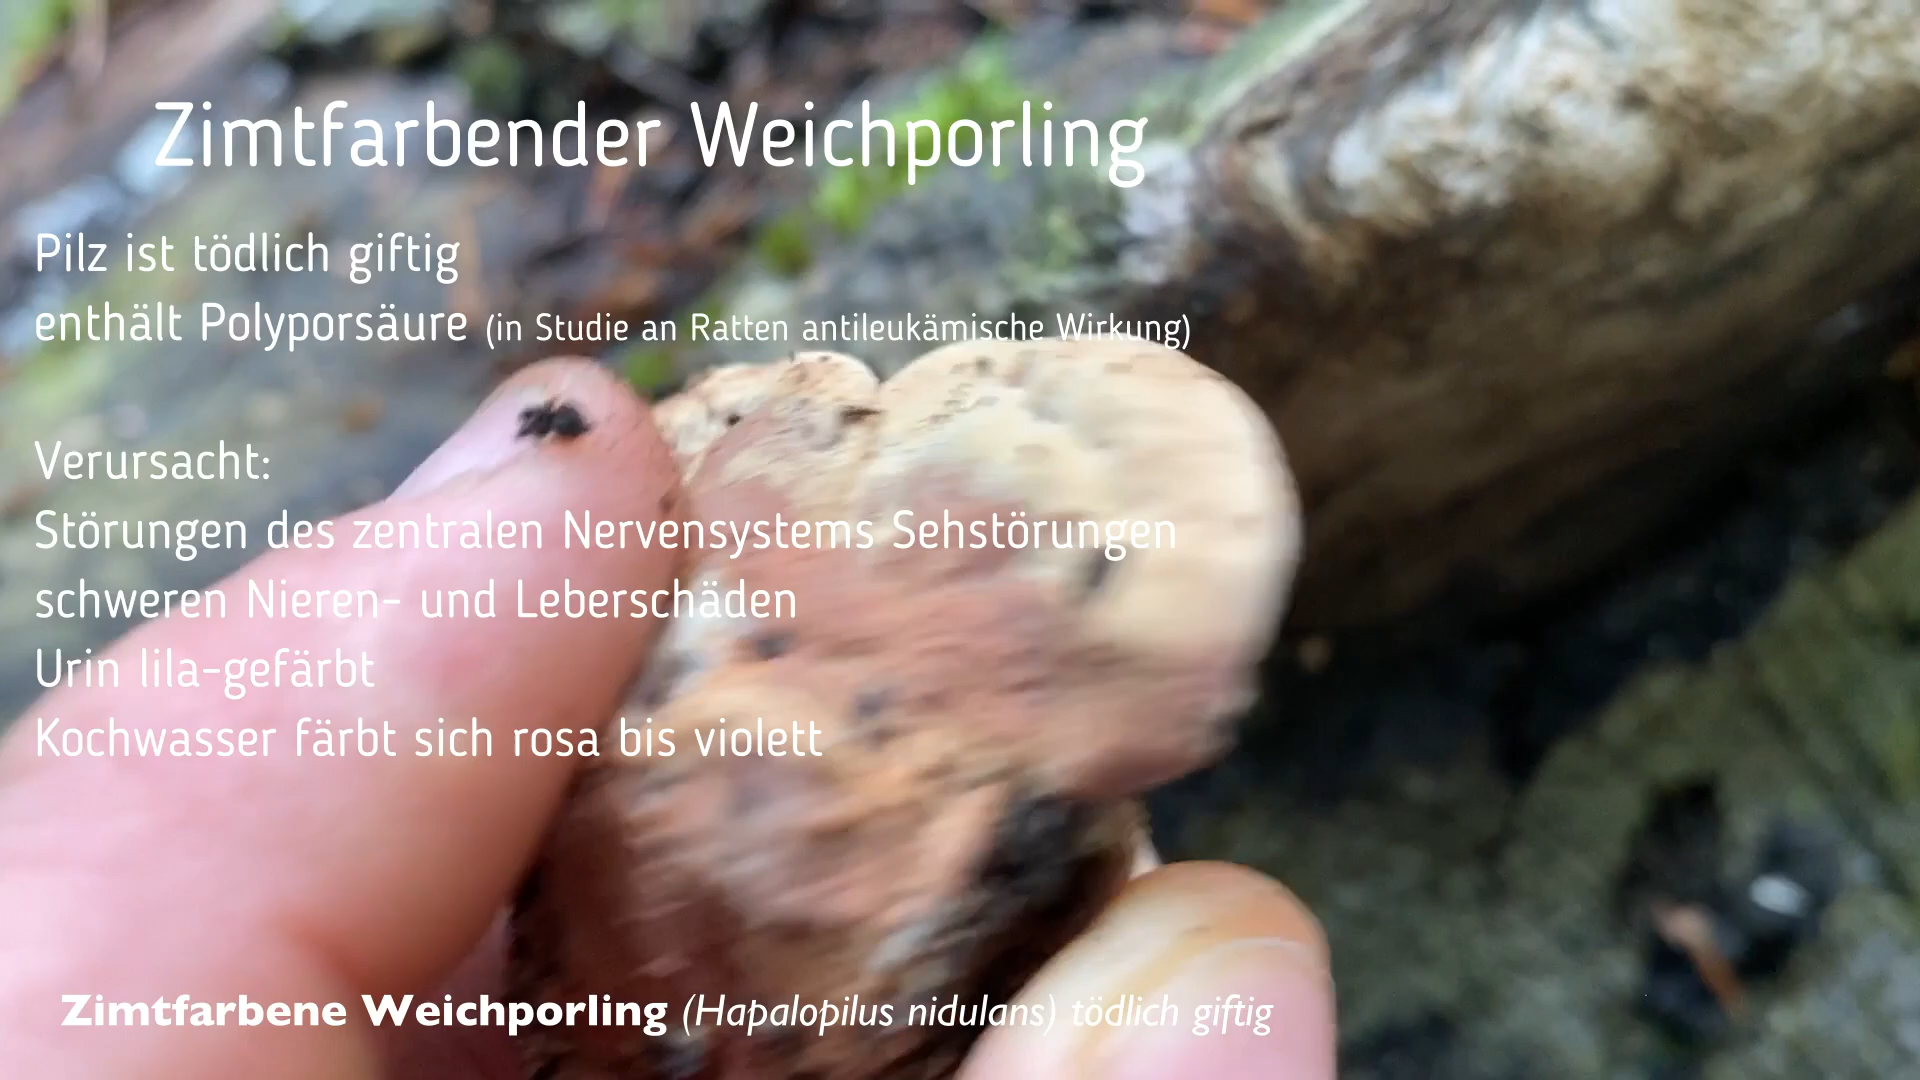 Zimtfarbender Weichporling
Pilz ist tödlich giftig
enthält Polyporsäure (in Studie an Ratten antileukämische Wirkung)
Verursacht:
Störungen des zentralen Nervensystems Sehstörungen
schweren Nieren- und Leberschäden
Urin lila-gefärbt
Kochwasser färbt sich rosa bis violett
Zimtfarbene Weichporling (Hapalopilus nidulans) tödlich giftig